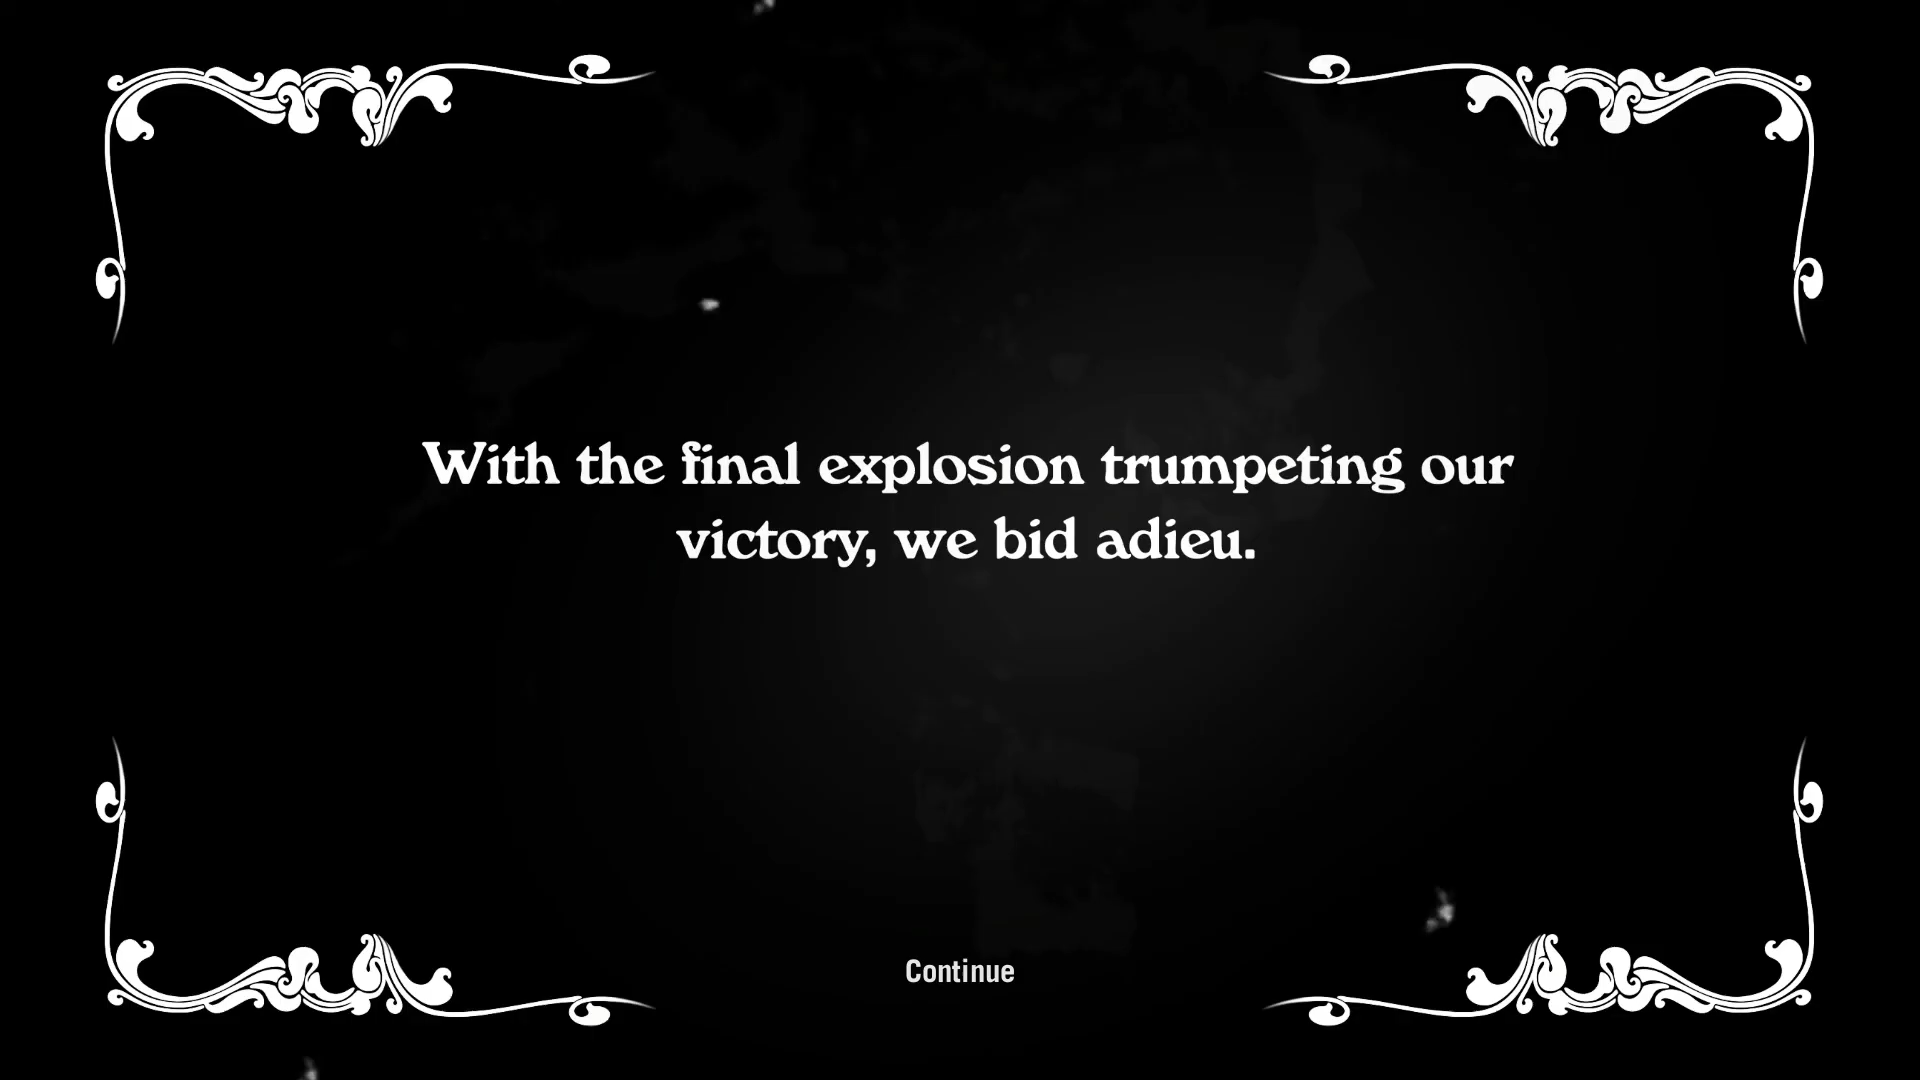 With the final explosion trumpeting our
victory, we bid adieu.
Continue